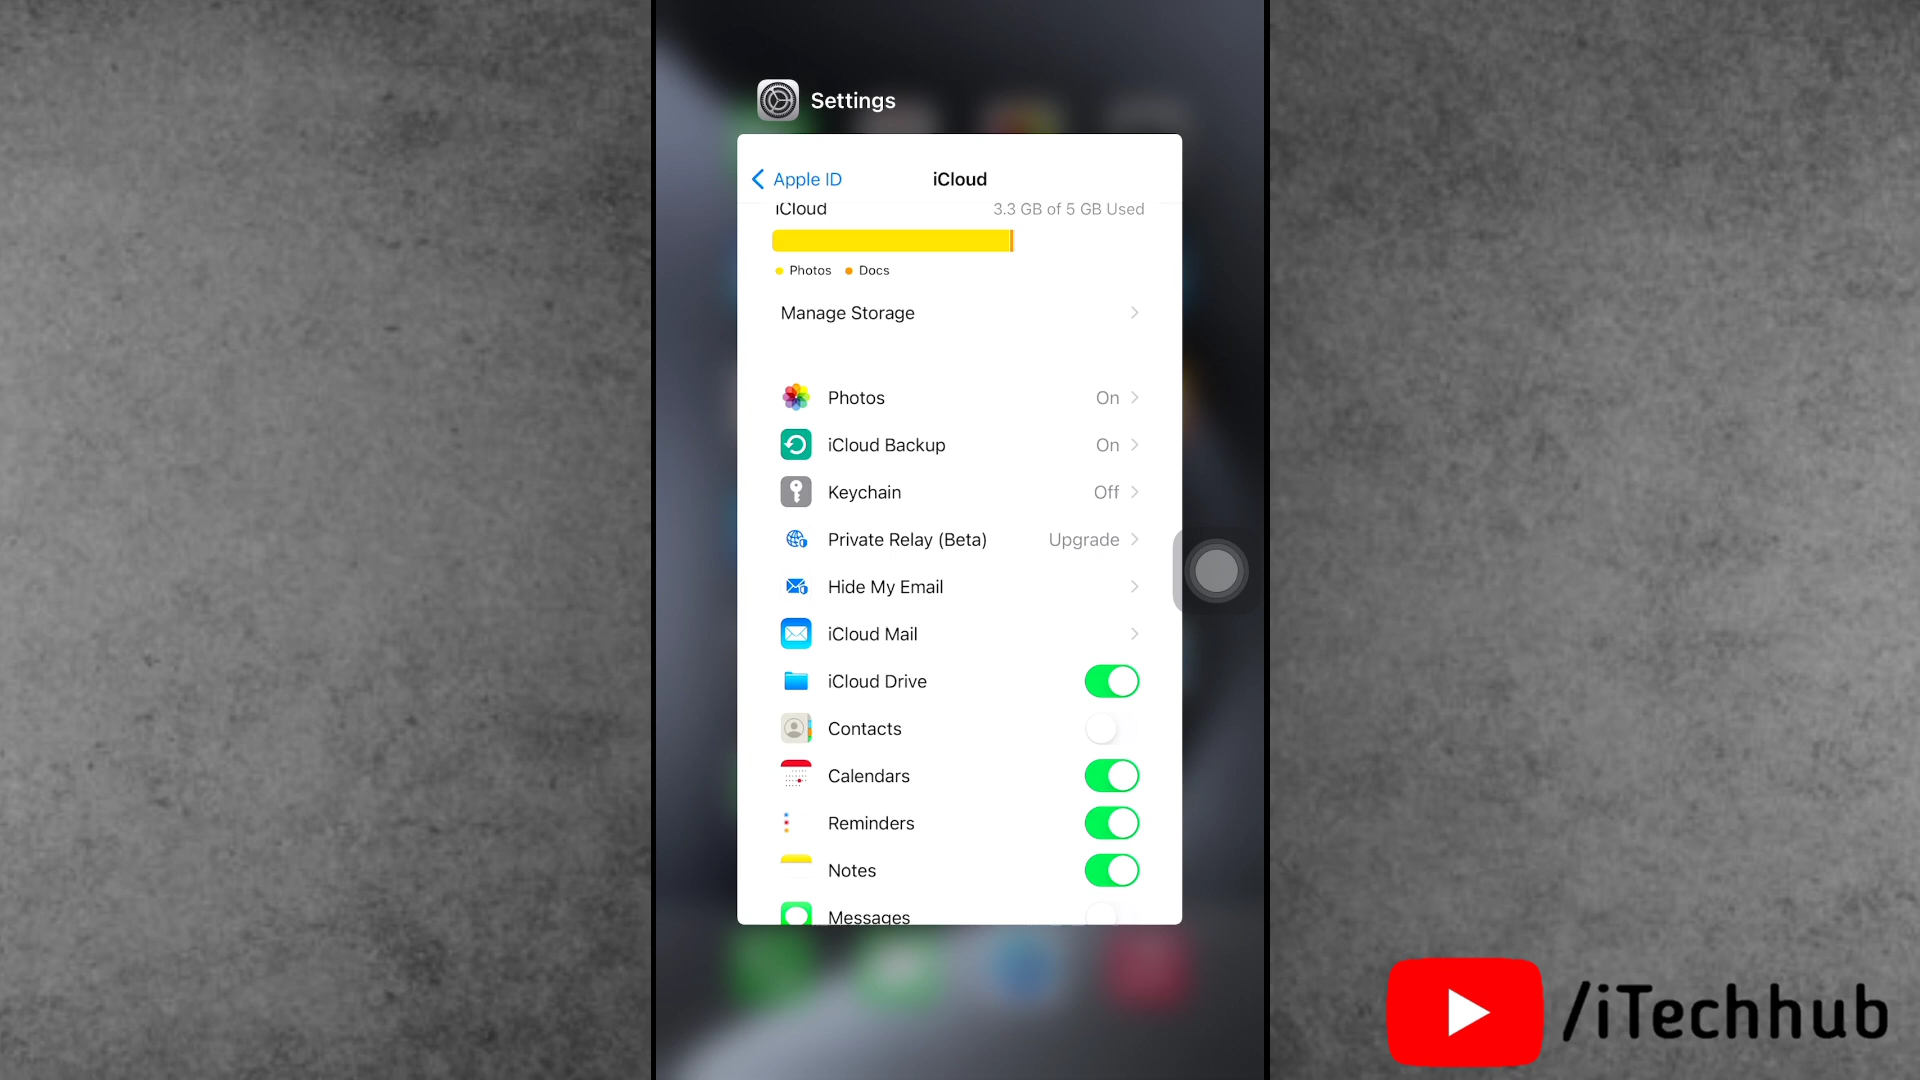 Settings
Apple ID
iCloud
iCloud 3.3 GB of 5 GB Used
Photos Docs
Manage Storage
Photos On
iCloud Backup On
Keychain Off
Private Relay (Beta) Upgrade
Hide My Email
iCloud Mail
iCloud Drive
Contacts
Calendars
Reminders
Notes
Messages
/iTechhub